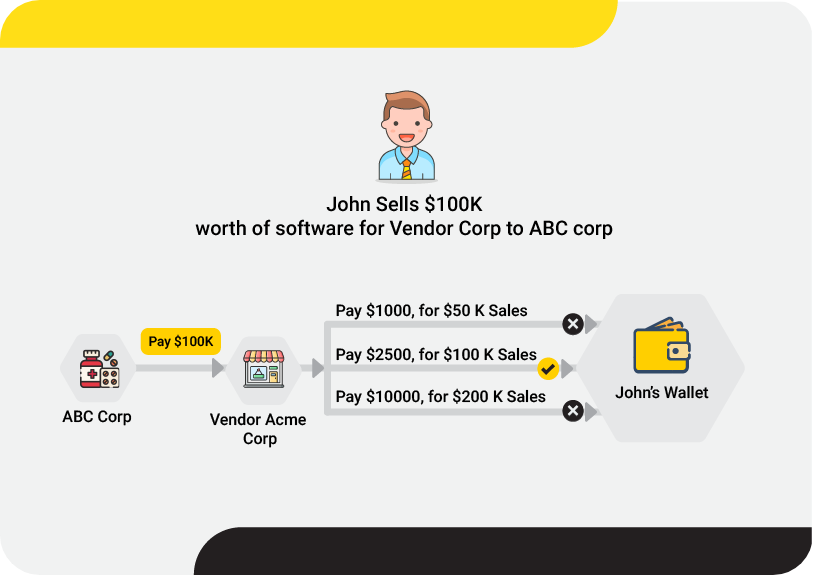 John Sells $100K
worth of software for Vendor Corp to ABC corp
Pay $1000, for $50 K Sales
Pay $100K
Pay $2500, for $100 K Sales
Pay $10000, for $200 K Sales
John's Wallet
ABC Corp
Vendor Acme
Corp